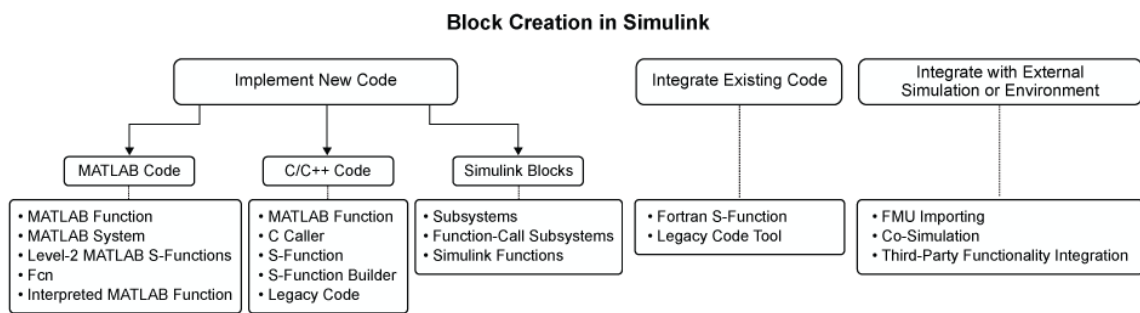 Block Creation in Simulink
Implement New Code
Integrate Existing Code
Integrate with External
Simulation or Environment
MATLAB Code
C/C++ Code
Simulink Blocks
• MATLAB Function
• MATLAB System
• Level-2 MATLAB S-Functions
• Fcn
• Interpreted MATLAB Function
• MATLAB Function
• C Caller
• S-Function
• S-Function Builder
• Legacy Code
• Subsystems
• Function-Call Subsystems
• Simulink Functions
• Fortran S-Function
• Legacy Code Tool
• FMU Importing
• Co-Simulation
• Third-Party Functionality Integration